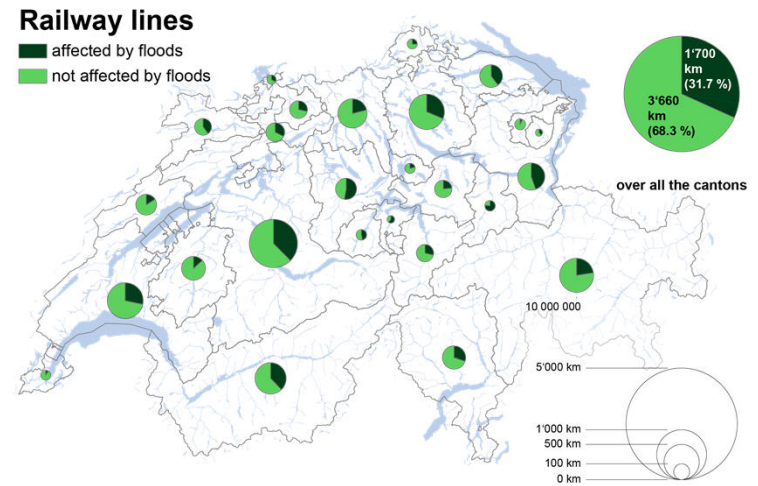 Railway lines
affected by floods
not affected by floods
1'700
km
(31.7 %)
3'660
km
(68.3 %)
over all the cantons
10 000 000
5'000 km
1'000 km
500 km
100 km
0 km